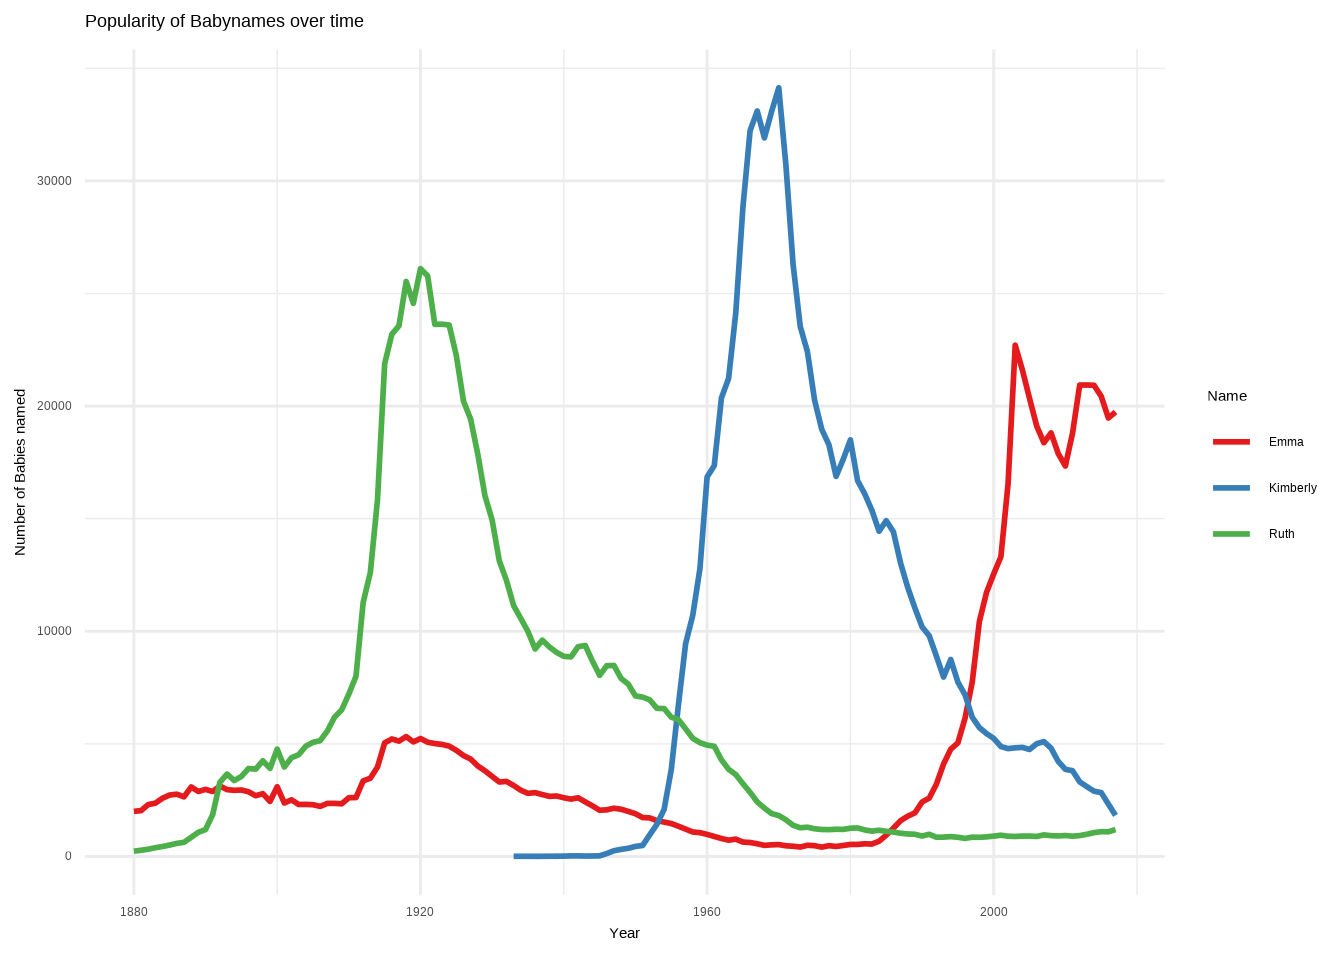 Popularity of Babynames over time
Number of Babies named
30000
20000
10000
0
1880
1920
1960
2000
Year
Name
Emma
Kimberly
Ruth